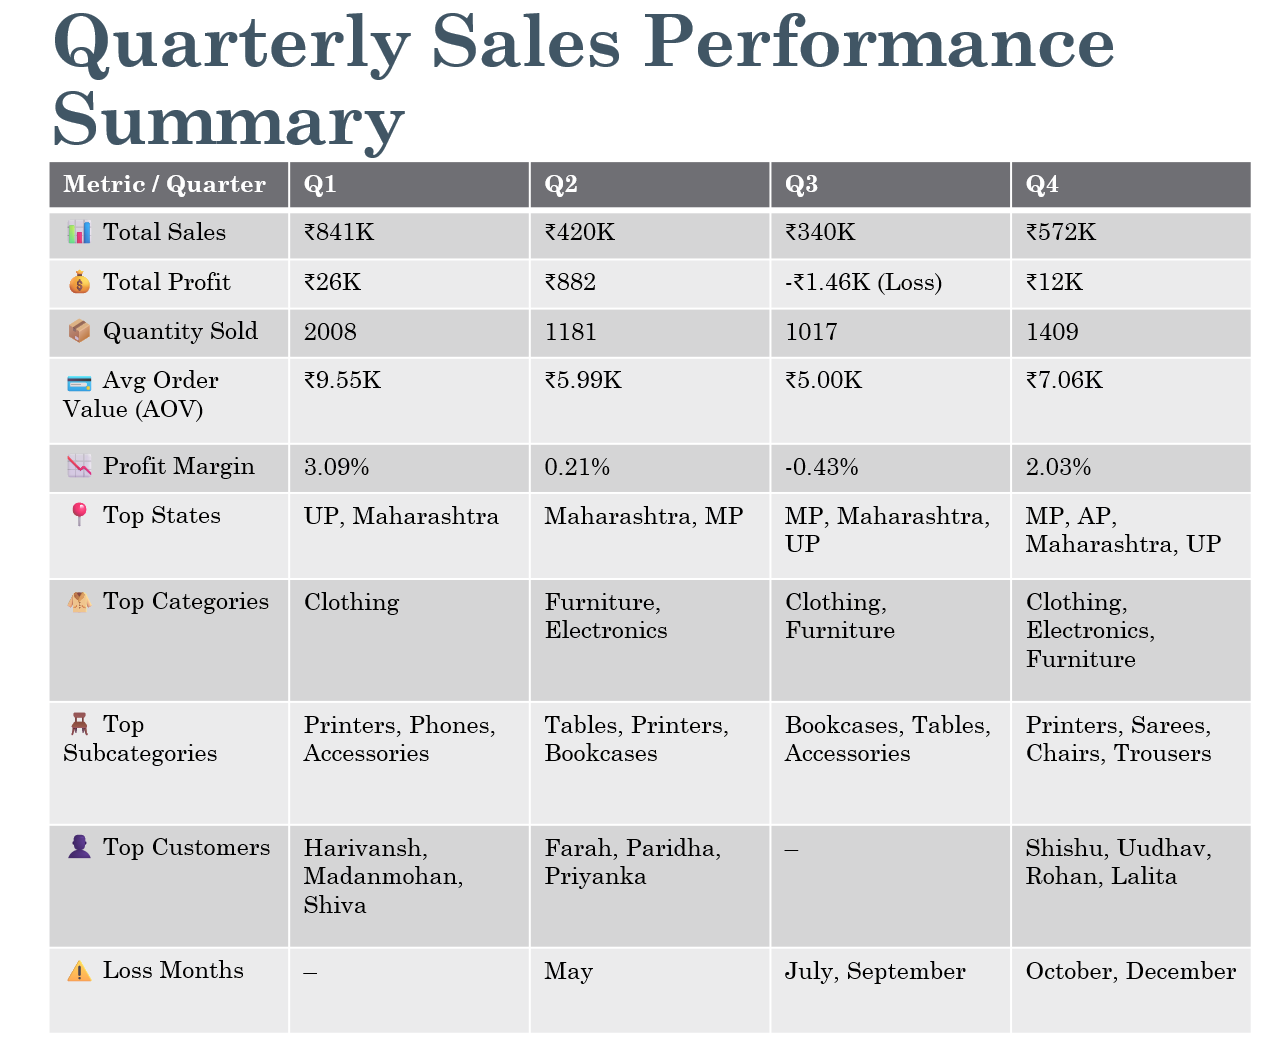 Quarterly Sales Performance
Summary
Metric / Quarter Q1 Q2 Q3 Q4
Total Sales ₹841K ₹420K ₹340K ₹572K
Total Profit ₹26K ₹882 -₹1.46K (Loss) ₹12K
Quantity Sold 2008 1181 1017 1409
Avg Order ₹9.55K ₹5.99K ₹5.00K ₹7.06K
Value (AOV)
Profit Margin 3.09% 0.21% -0.43% 2.03%
Top States UP, Maharashtra Maharashtra, MP MP, Maharashtra, MP, AP,
UP Maharashtra, UP
Top Categories Clothing Furniture, Clothing, Clothing,
Electronics Furniture Electronics,
Furniture
Top Printers, Phones, Tables, Printers, Bookcases, Tables, Printers, Sarees,
Subcategories Accessories Bookcases Accessories Chairs, Trousers
Top Customers Harivansh, Farah, Paridha, – Shishu, Uudhav,
Madanmohan, Priyanka Rohan, Lalita
Shiva
Loss Months – May July, September October, December